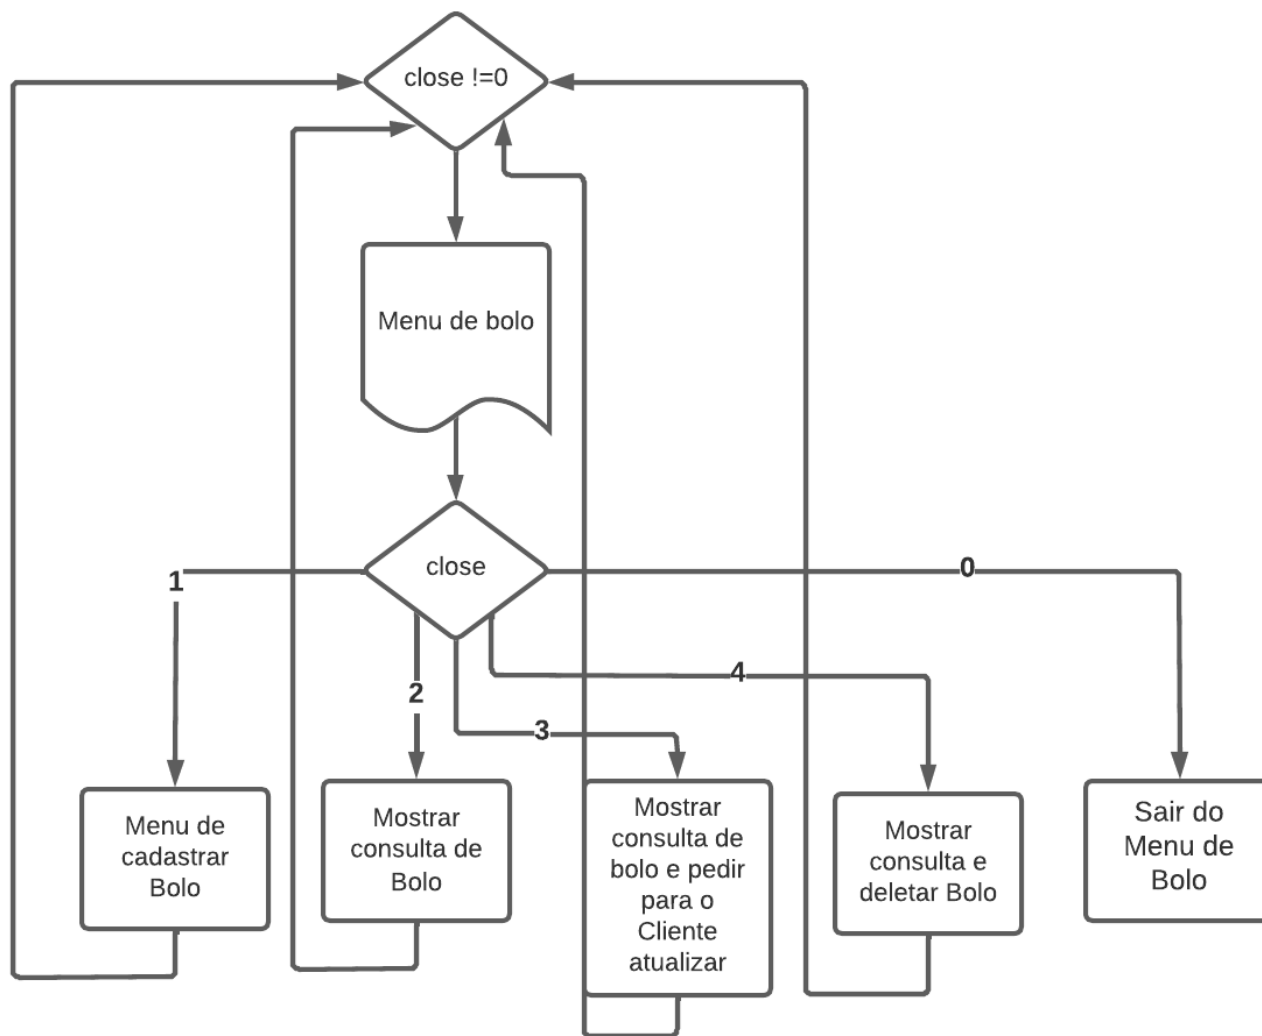 close !=0
Menu de bolo
close
1
0
2
3
4
Menu de
cadastrar
Bolo
Mostrar
consulta de
Bolo
Mostrar
consulta de
bolo e pedir
para o
Cliente
atualizar
Mostrar
consulta e
deletar Bolo
Sair do
Menu de
Bolo